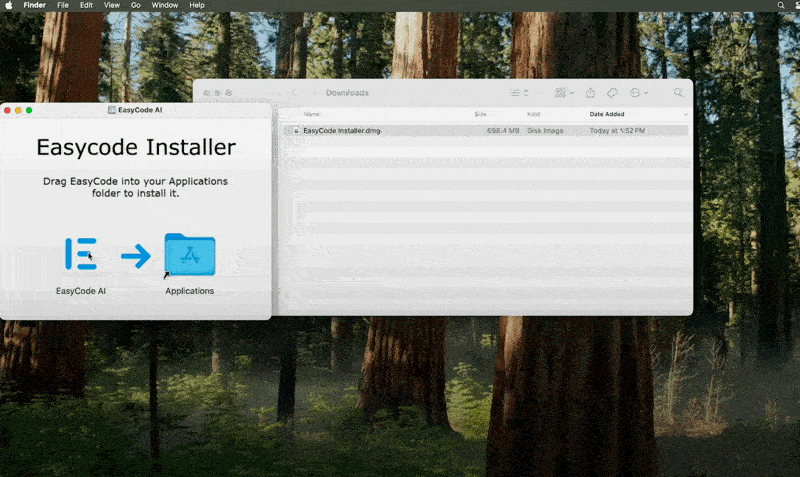 Finder File Edit View Go Window Help
Downloads
EasyCode AI
Name Size Kind Date Added
EasyCode Installer.dmg 698.4 MB Disk Image Today at 1:52 PM
Easycode Installer
Drag EasyCode into your Applications
folder to install it.
EasyCode AI Applications